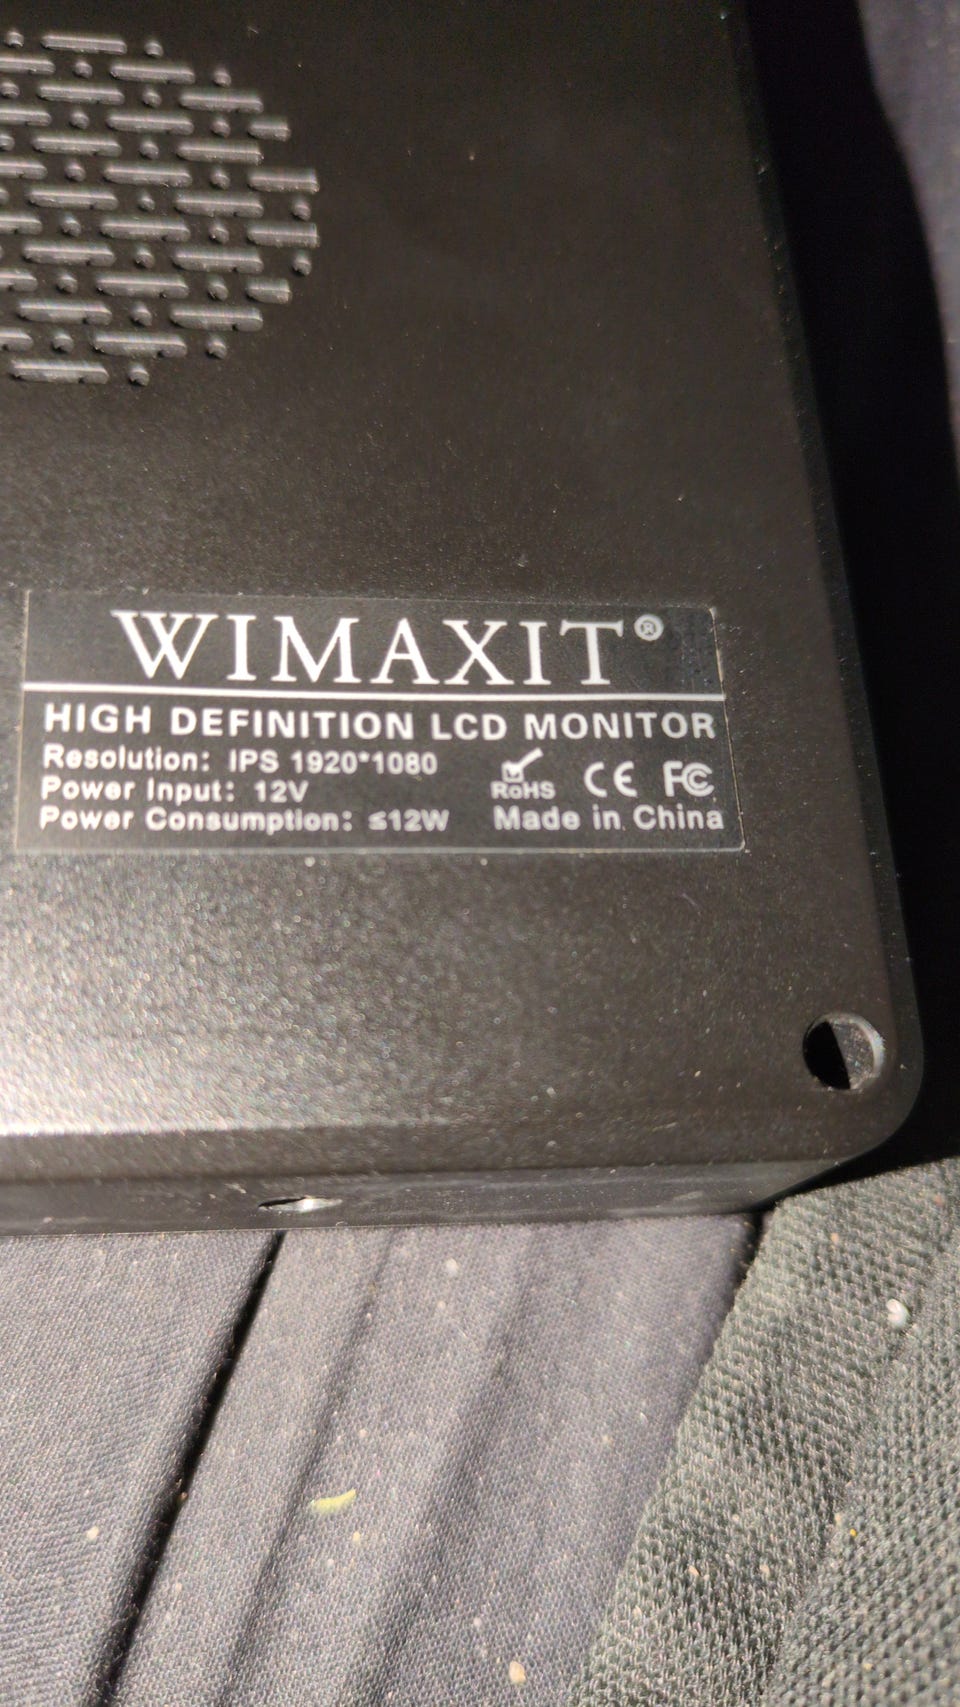 WIMAXIT®
HIGH DEFINITION LCD MONITOR
Resolution: IPS 1920*1080
Power Input: 12V
Power Consumption: ≤12W
RoHS CE FC
Made in China